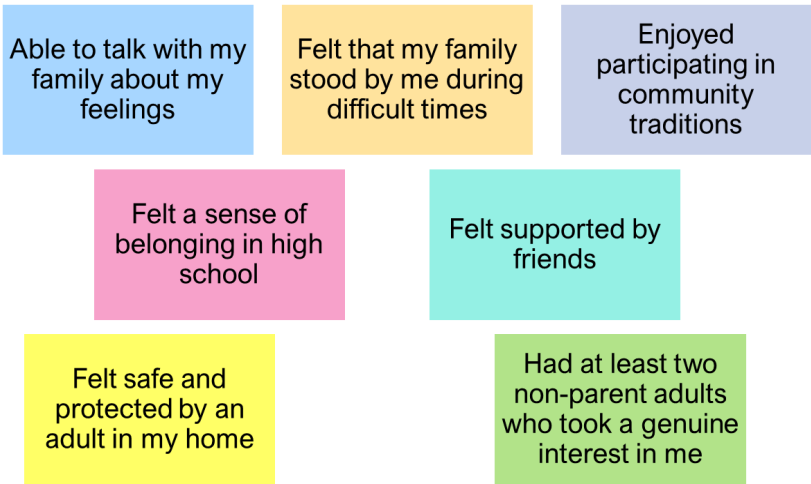 Able to talk with my
family about my
feelings
Felt that my family
stood by me during
difficult times
Enjoyed
participating in
community
traditions
Felt a sense of
belonging in high
school
Felt supported by
friends
Felt safe and
protected by an
adult in my home
Had at least two
non-parent adults
who took a genuine
interest in me